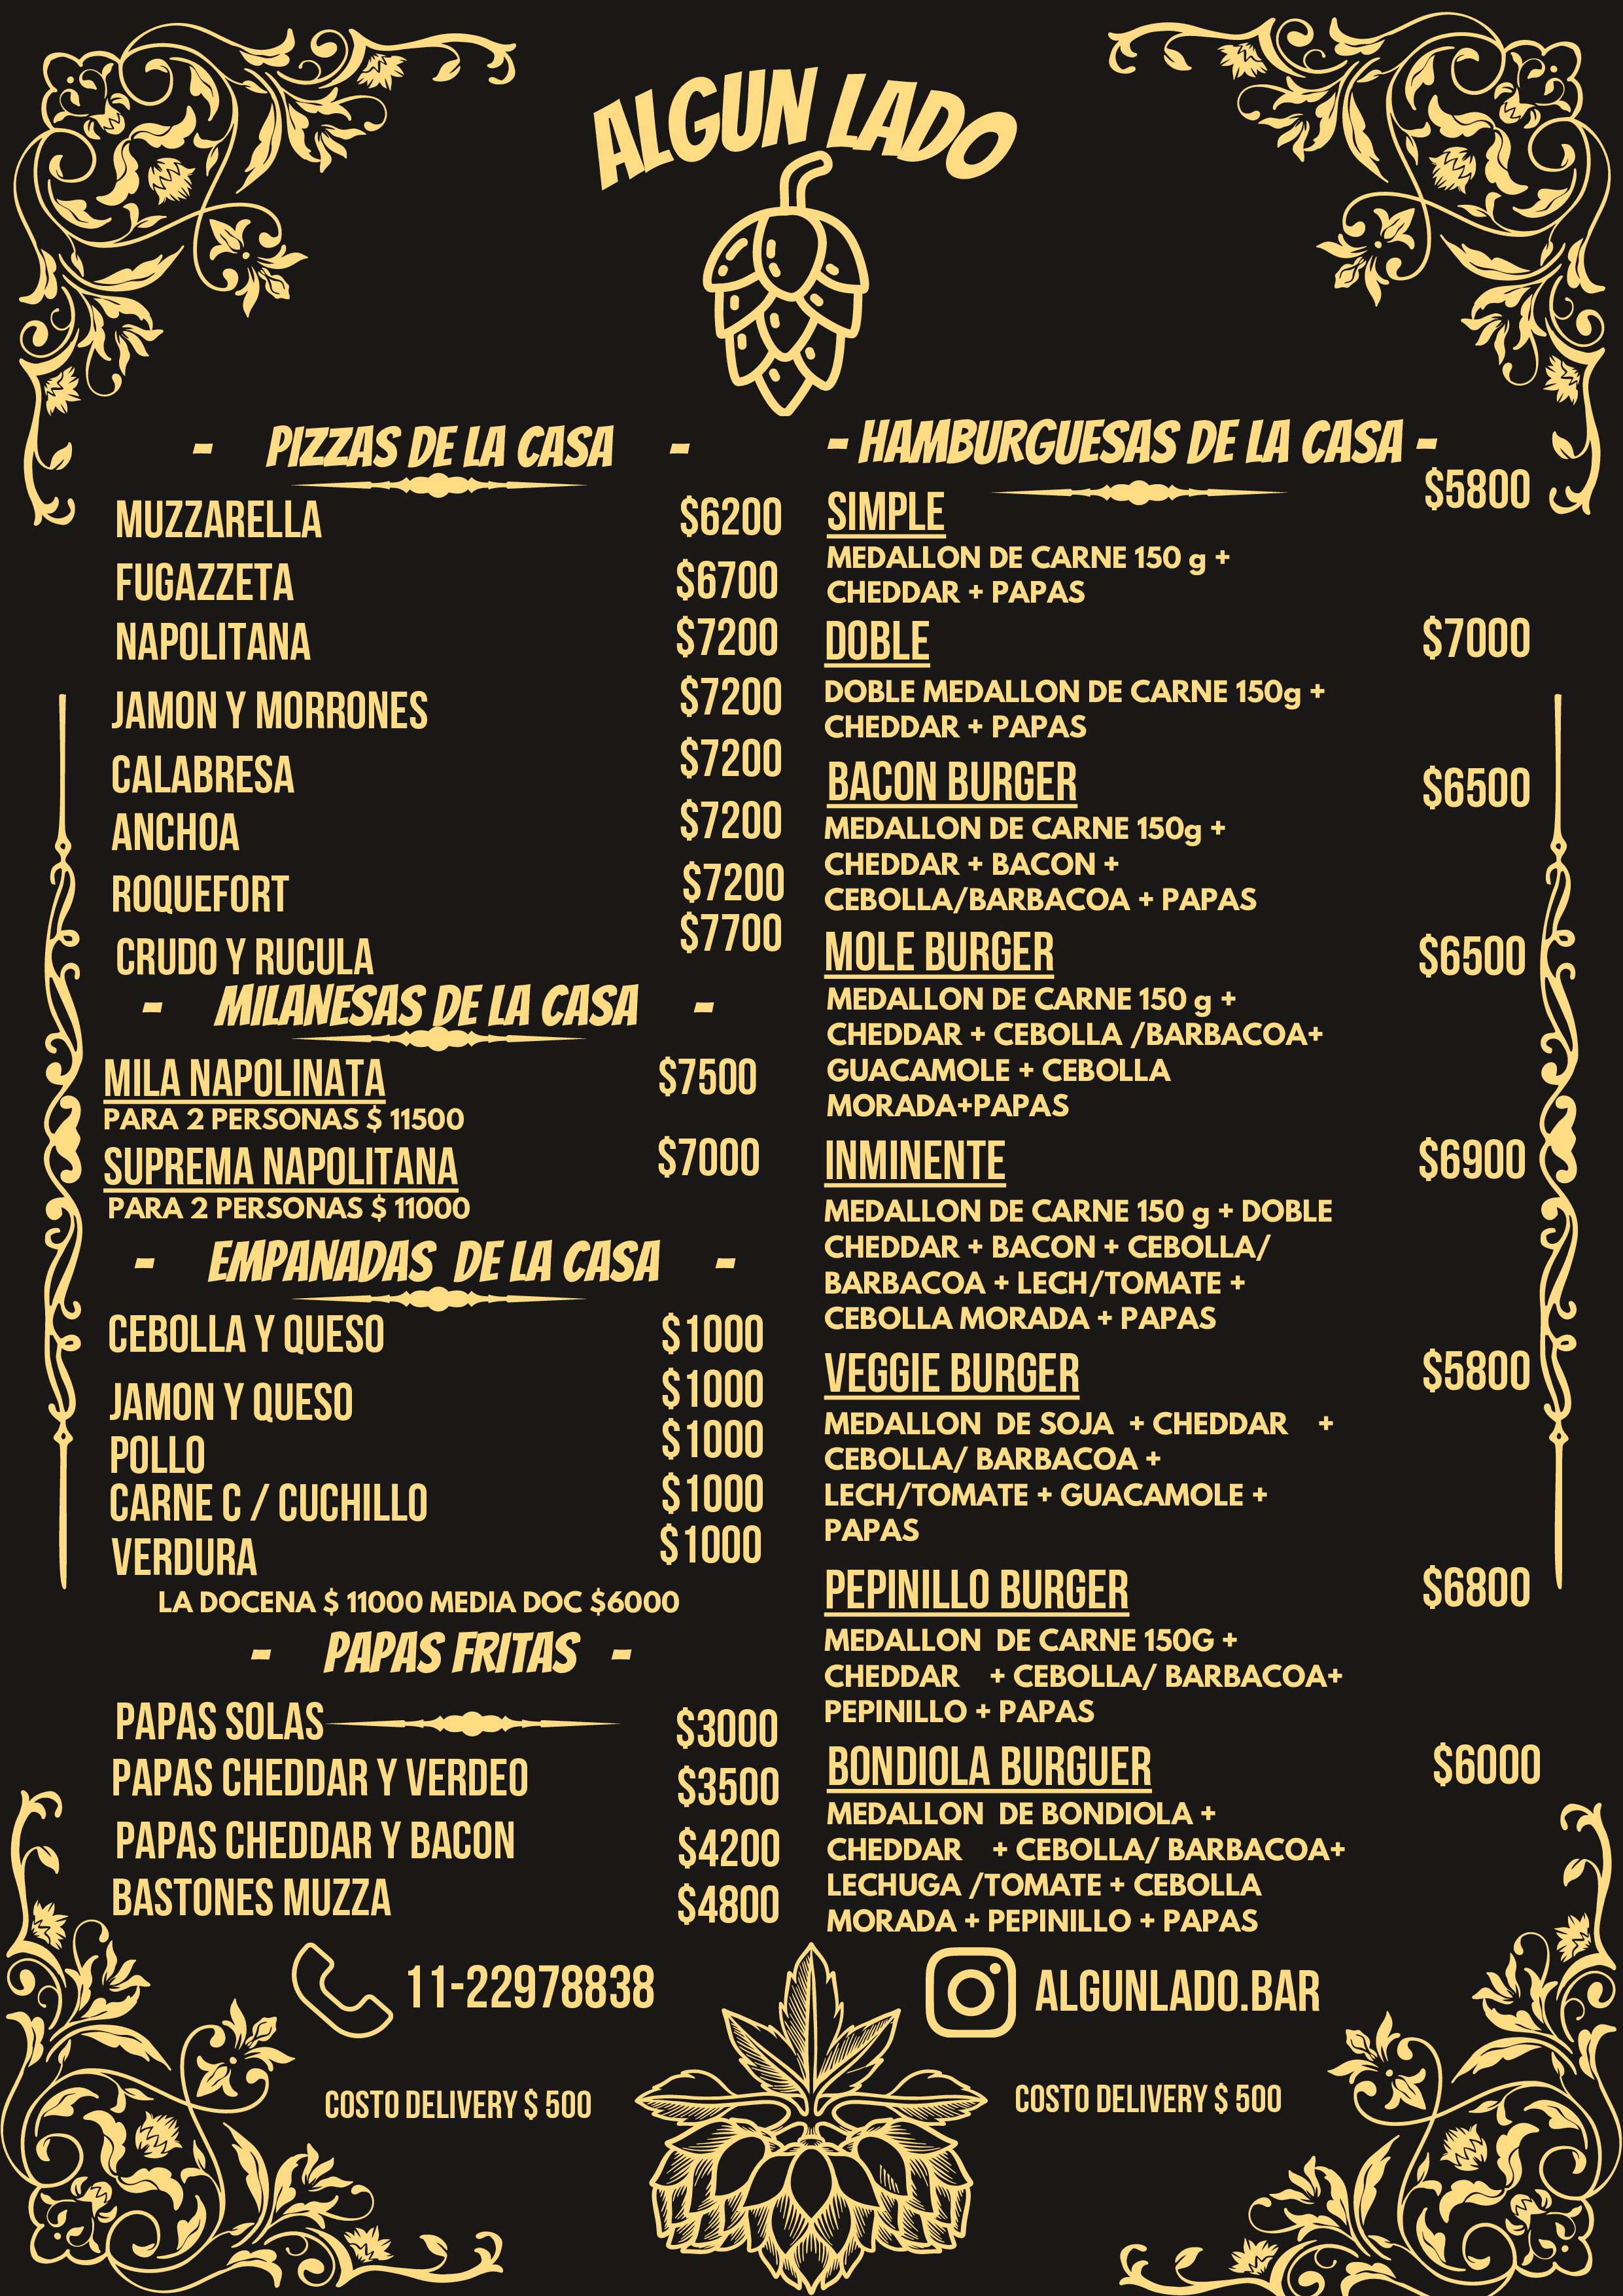 ALGUN LADO
- PIZZAS DE LA CASA -
MUZZARELLA $6200
FUGAZZETA $6700
NAPOLITANA $7200
JAMON Y MORRONES $7200
CALABRESA $7200
ANCHOA $7200
ROQUEFORT $7200
CRUDO Y RUCULA $7700
- MILANESAS DE LA CASA -
MILA NAPOLINATA $7500
PARA 2 PERSONAS $ 11500
SUPREMA NAPOLITANA $7000
PARA 2 PERSONAS $ 11000
- EMPANADAS DE LA CASA -
CEBOLLA Y QUESO $1000
JAMON Y QUESO $1000
POLLO $1000
CARNE C / CUCHILLO $1000
VERDURA $1000
LA DOCENA $ 11000 MEDIA DOC $6000
- PAPAS FRITAS -
PAPAS SOLAS $3000
PAPAS CHEDDAR Y VERDEO $3500
PAPAS CHEDDAR Y BACON $4200
BASTONES MUZZA $4800
- HAMBURGUESAS DE LA CASA -
SIMPLE $5800
MEDALLON DE CARNE 150 g +
CHEDDAR + PAPAS
DOBLE $7000
DOBLE MEDALLON DE CARNE 150g +
CHEDDAR + PAPAS
BACON BURGER $6500
MEDALLON DE CARNE 150g +
CHEDDAR + BACON +
CEBOLLA/BARBACOA + PAPAS
MOLE BURGER $6500
MEDALLON DE CARNE 150 g +
CHEDDAR + CEBOLLA /BARBACOA+
GUACAMOLE + CEBOLLA
MORADA+PAPAS
INMINENTE $6900
MEDALLON DE CARNE 150 g + DOBLE
CHEDDAR + BACON + CEBOLLA/
BARBACOA + LECH/TOMATE +
CEBOLLA MORADA + PAPAS
VEGGIE BURGER $5800
MEDALLON DE SOJA + CHEDDAR +
CEBOLLA/ BARBACOA +
LECH/TOMATE + GUACAMOLE +
PAPAS
PEPINILLO BURGER $6800
MEDALLON DE CARNE 150G +
CHEDDAR + CEBOLLA/ BARBACOA+
PEPINILLO + PAPAS
BONDIOLA BURGUER $6000
MEDALLON DE BONDIOLA +
CHEDDAR + CEBOLLA/ BARBACOA+
LECHUGA /TOMATE + CEBOLLA
MORADA + PEPINILLO + PAPAS
11-22978838
ALGUNLADO.BAR
COSTO DELIVERY $ 500
COSTO DELIVERY $ 500